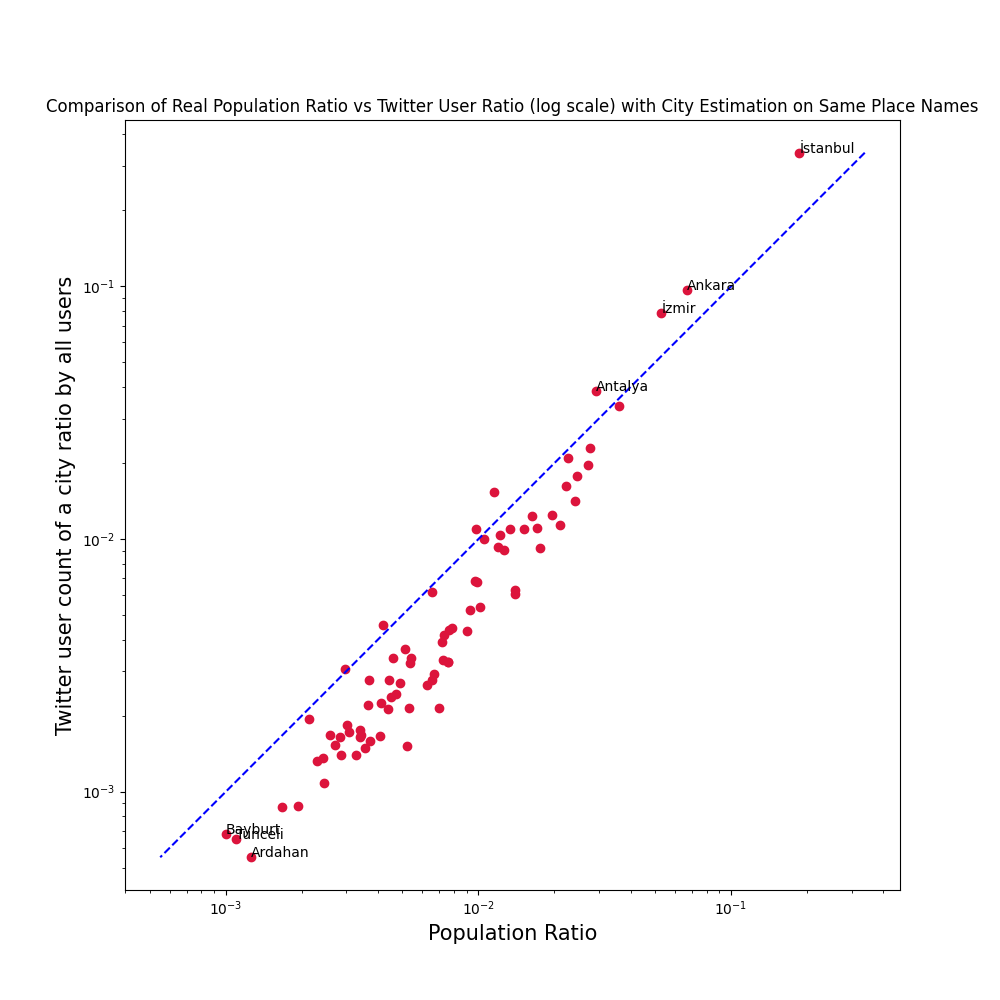 Comparison of Real Population Ratio vs Twitter User Ratio (log scale) with City Estimation on Same Place Names
İstanbul
Ankara
İzmir
Antalya
Bayburt
Tunceli
Ardahan
Twitter user count of a city ratio by all users
10⁻¹
10⁻²
10⁻³
10⁻³
10⁻²
10⁻¹
Population Ratio